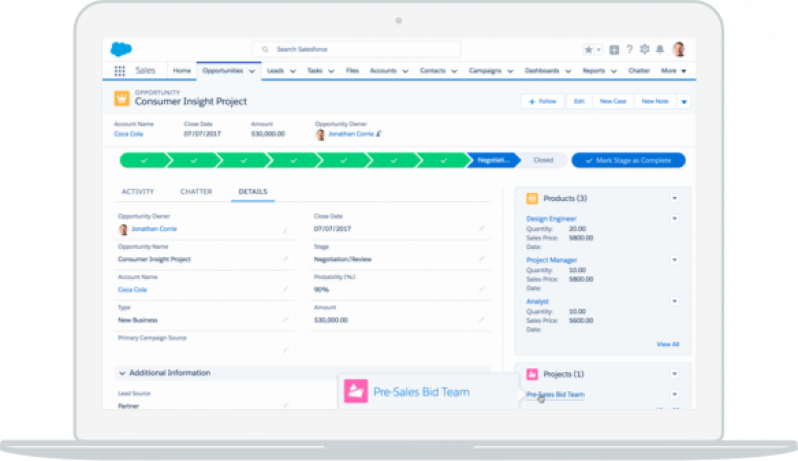 Search Salesforce
Sales Home Opportunities Leads Tasks Files Accounts Contacts Campaigns Dashboards Reports Chatter More
OPPORTUNITY
Consumer Insight Project
+ Follow Edit New Case New Note
Account Name Close Date Amount Opportunity Owner
Coca Cola 07/07/2017 $30,000.00 Jonathan Corrie
Negotiati... Closed Mark Stage as Complete
ACTIVITY CHATTER DETAILS
Opportunity Owner
Jonathan Corrie
Close Date
07/07/2017
Opportunity Name
Consumer Insight Project
Stage
Negotiation/Review
Account Name
Coca Cola
Probability (%)
90%
Type
New Business
Amount
$30,000.00
Primary Campaign Source
Additional Information
Lead Source
Partner
Pre-Sales Bid Team
Products (3)
Design Engineer
Quantity: 20.00
Sales Price: $800.00
Date:
Project Manager
Quantity: 10.00
Sales Price: $800.00
Date:
Analyst
Quantity: 10.00
Sales Price: $600.00
Date:
View All
Projects (1)
Pre-Sales Bid Team